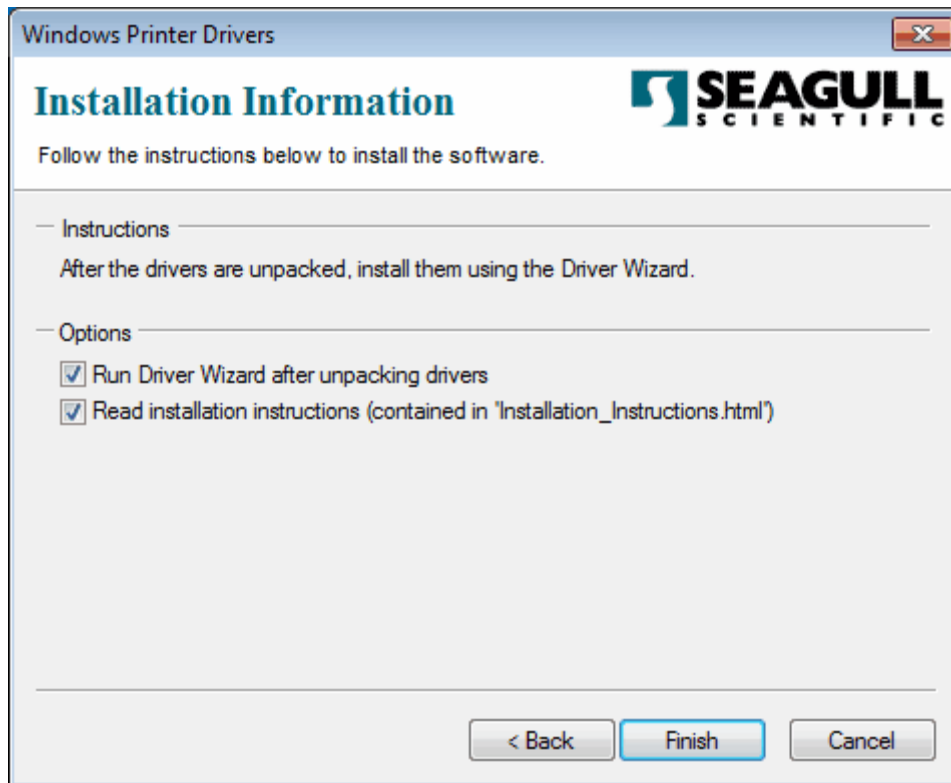 Windows Printer Drivers
Installation Information
SEAGULL
SCIENTIFIC
Follow the instructions below to install the software.
Instructions
After the drivers are unpacked, install them using the Driver Wizard.
Options
Run Driver Wizard after unpacking drivers
Read installation instructions (contained in 'Installation_Instructions.html')
< Back
Finish
Cancel